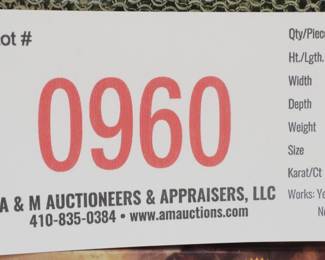 ot #
0960
A & M AUCTIONEERS & APPRAISERS, LLC
410-835-0384 • www.amauctions.com
Qty/Piec
Ht./Lgth.
Width
Depth
Weight
Size
Karat/Ct
Works: Ye
N